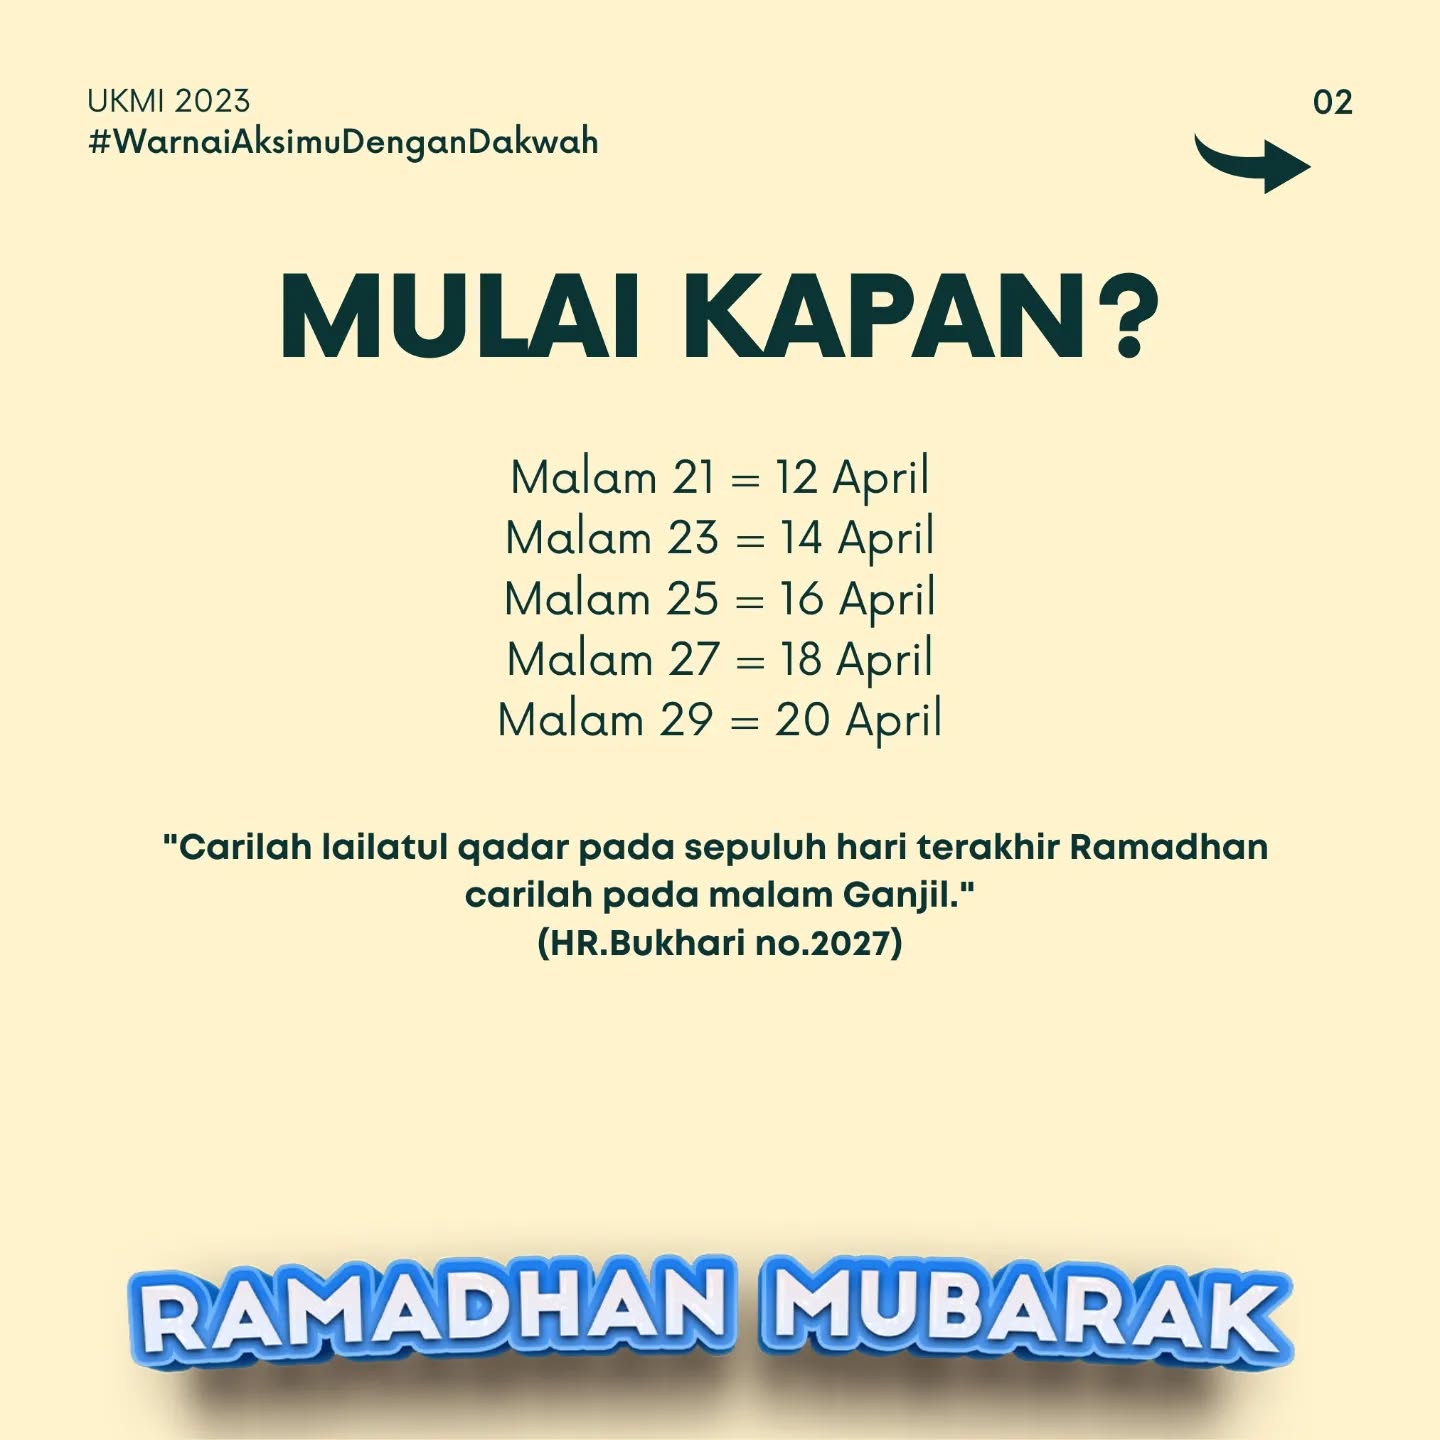 UKMI 2023
#WarnaiAksimuDenganDakwah
02
MULAI KAPAN?
Malam 21 = 12 April
Malam 23 = 14 April
Malam 25 = 16 April
Malam 27 = 18 April
Malam 29 = 20 April
"Carilah lailatul qadar pada sepuluh hari terakhir Ramadhan
carilah pada malam Ganjil."
(HR.Bukhari no.2027)
RAMADHAN MUBARAK